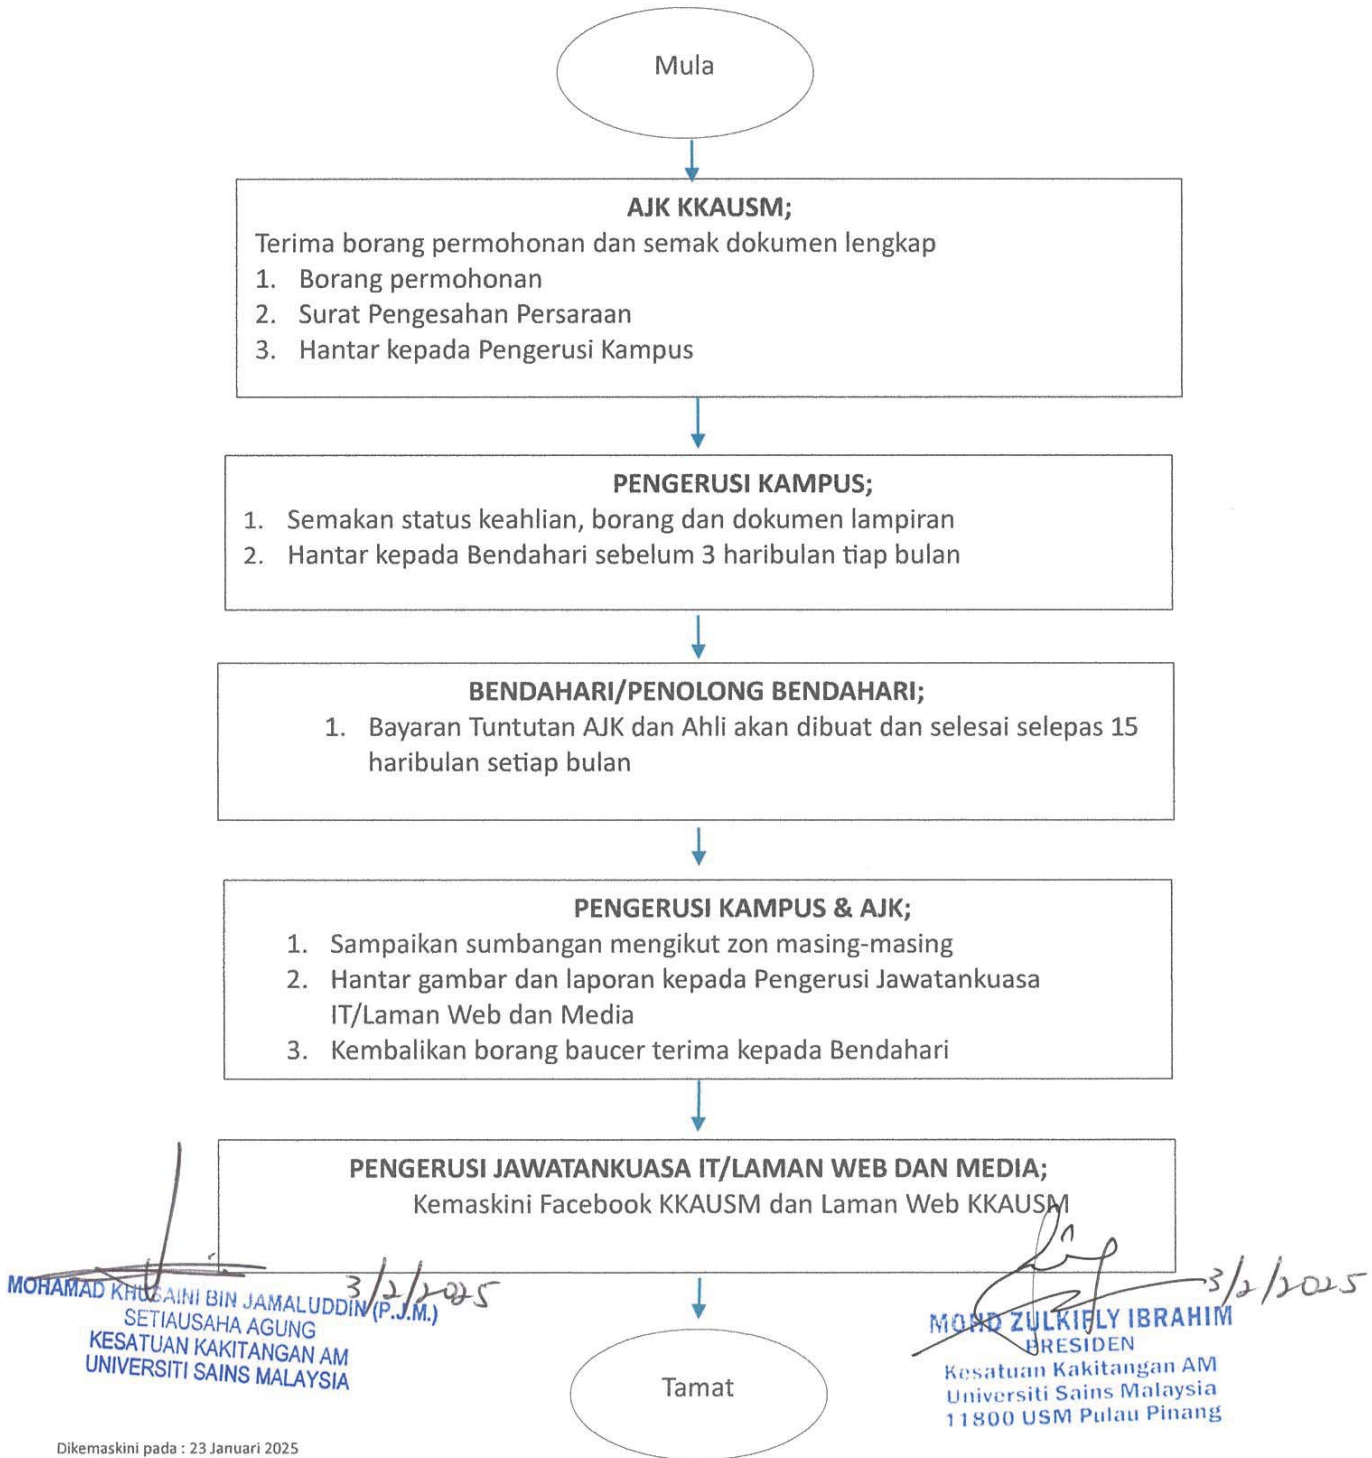 Mula
AJK KKAUSM;
Terima borang permohonan dan semak dokumen lengkap
1. Borang permohonan
2. Surat Pengesahan Persaraan
3. Hantar kepada Pengerusi Kampus
PENGERUSI KAMPUS;
1. Semakan status keahlian, borang dan dokumen lampiran
2. Hantar kepada Bendahari sebelum 3 haribulan tiap bulan
BENDAHARI/PENOLONG BENDAHARI;
1. Bayaran Tuntutan AJK dan Ahli akan dibuat dan selesai selepas 15
haribulan setiap bulan
PENGERUSI KAMPUS & AJK;
1. Sampaikan sumbangan mengikut zon masing-masing
2. Hantar gambar dan laporan kepada Pengerusi Jawatankuasa
IT/Laman Web dan Media
3. Kembalikan borang baucer terima kepada Bendahari
PENGERUSI JAWATANKUASA IT/LAMAN WEB DAN MEDIA;
Kemaskini Facebook KKAUSM dan Laman Web KKAUSM
3/2/2025
MOHAMAD KHUSAINI BIN JAMALUDDIN (P.J.M.)
SETIAUSAHA AGUNG
KESATUAN KAKITANGAN AM
UNIVERSITI SAINS MALAYSIA
3/2/2025
MOHD ZULKIFLY IBRAHIM
PRESIDEN
Kesatuan Kakitangan AM
Universiti Sains Malaysia
11800 USM Pulau Pinang
Tamat
Dikemaskini pada : 23 Januari 2025